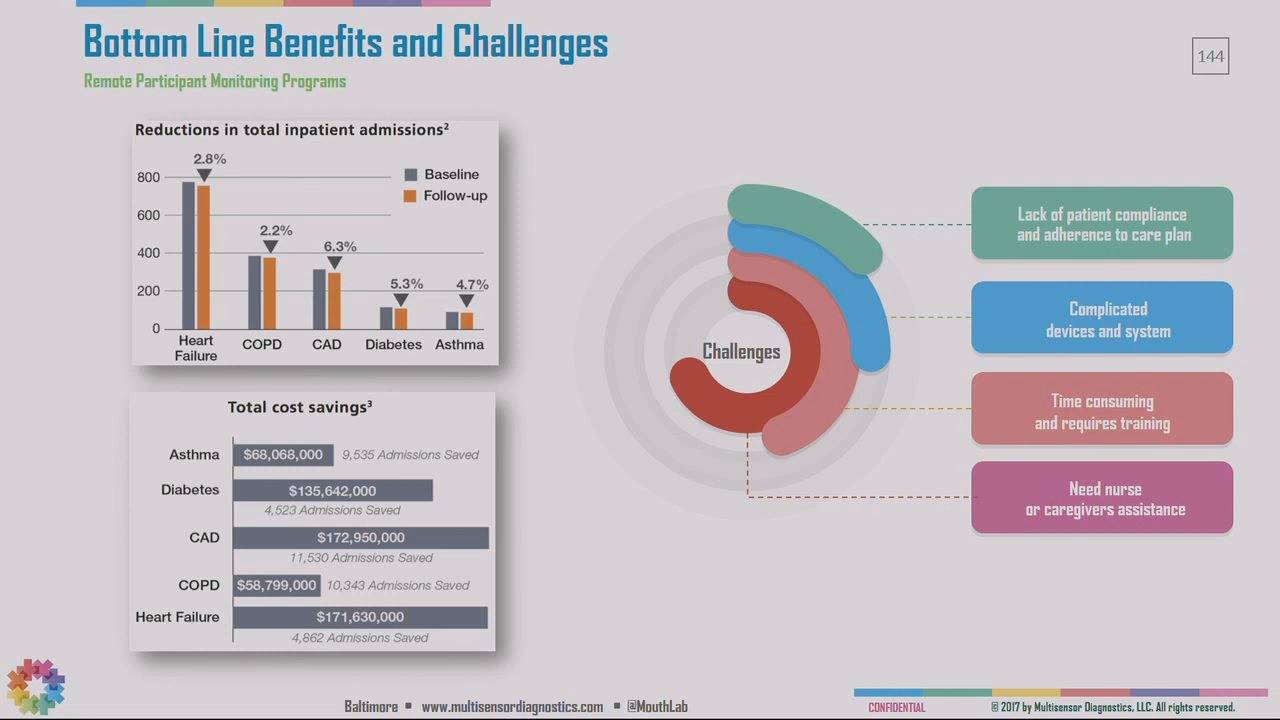 Bottom Line Benefits and Challenges
Remote Participant Monitoring Programs
144
Reductions in total inpatient admissions²
2.8%
800
600
400
200
0
Baseline
Follow-up
2.2%
6.3%
5.3%
4.7%
Heart
Failure
COPD
CAD
Diabetes
Asthma
Total cost savings³
Asthma
$68,068,000
9,535 Admissions Saved
Diabetes
$135,642,000
4,523 Admissions Saved
CAD
$172,950,000
11,530 Admissions Saved
COPD
$58,799,000
10,343 Admissions Saved
Heart Failure
$171,630,000
4,862 Admissions Saved
Challenges
Lack of patient compliance
and adherence to care plan
Complicated
devices and system
Time consuming
and requires training
Need nurse
or caregivers assistance
Baltimore ▪ www.multisensordiagnostics.com ▪ @MouthLab
CONFIDENTIAL
© 2017 by Multisensor Diagnostics, LLC. All rights reserved.